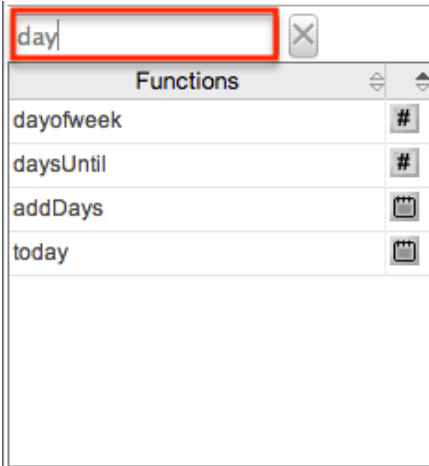 day
Functions
dayofweek #
daysUntil #
addDays
today